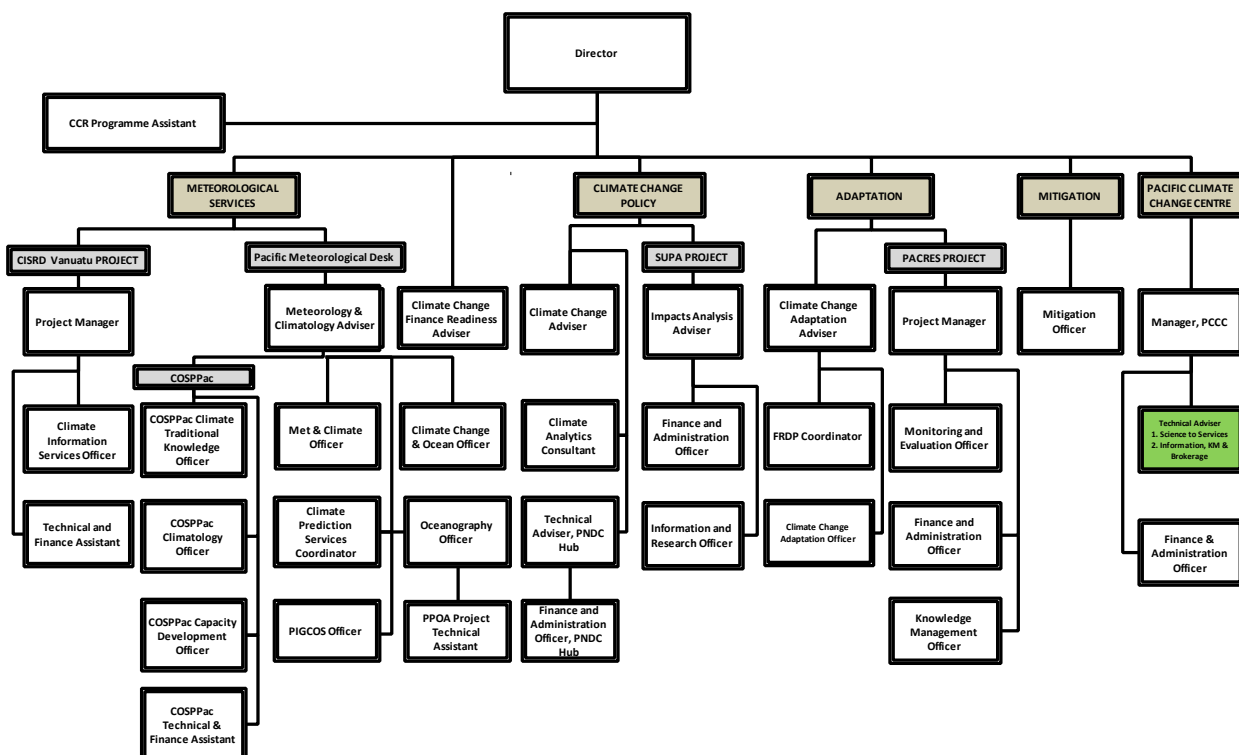 Director
CCR Programme Assistant
METEOROLOGICAL
SERVICES
CLIMATE CHANGE
POLICY
ADAPTATION
MITIGATION
PACIFIC CLIMATE
CHANGE CENTRE
CISRD Vanuatu PROJECT
Pacific Meteorological Desk
SUPA PROJECT
PACRES PROJECT
Project Manager
Meteorology &
Climatology Adviser
Climate Change
Finance Readiness
Adviser
Climate Change
Adviser
Impacts Analysis
Adviser
Climate Change
Adaptation
Adviser
Project Manager
Mitigation
Officer
Manager, PCCC
COSPPac
Climate
Information
Services Officer
COSPPac Climate
Traditional
Knowledge
Officer
Met & Climate
Officer
Climate Change
& Ocean Officer
Climate
Analytics
Consultant
Finance and
Administration
Officer
FRDP Coordinator
Monitoring and
Evaluation Officer
Technical Adviser
1. Science to Services
2. Information, KM &
Brokerage
Technical and
Finance Assistant
COSPPac
Climatology
Officer
Climate
Prediction
Services
Coordinator
Oceanography
Officer
Technical
Adviser, PNDC
Hub
Information and
Research Officer
Climate Change
Adaptation Officer
Finance and
Administration
Officer
Finance &
Administration
Officer
COSPPac Capacity
Development
Officer
PIGCOS Officer
PPOA Project
Technical
Assistant
Finance and
Administration
Officer, PNDC
Hub
Knowledge
Management
Officer
COSPPac
Technical &
Finance Assistant